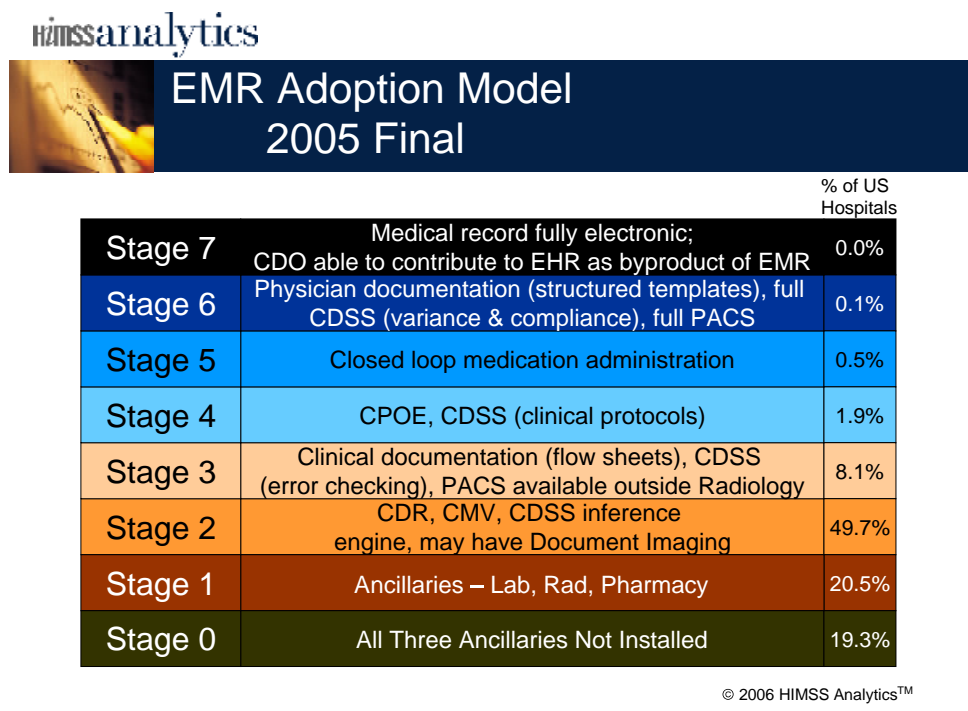 HIMSSanalytics
EMR Adoption Model
2005 Final
% of US
Hospitals
Stage 7
Medical record fully electronic;
CDO able to contribute to EHR as byproduct of EMR
0.0%
Stage 6
Physician documentation (structured templates), full
CDSS (variance & compliance), full PACS
0.1%
Stage 5
Closed loop medication administration
0.5%
Stage 4
CPOE, CDSS (clinical protocols)
1.9%
Stage 3
Clinical documentation (flow sheets), CDSS
(error checking), PACS available outside Radiology
8.1%
Stage 2
CDR, CMV, CDSS inference
engine, may have Document Imaging
49.7%
Stage 1
Ancillaries – Lab, Rad, Pharmacy
20.5%
Stage 0
All Three Ancillaries Not Installed
19.3%
© 2006 HIMSS Analytics™